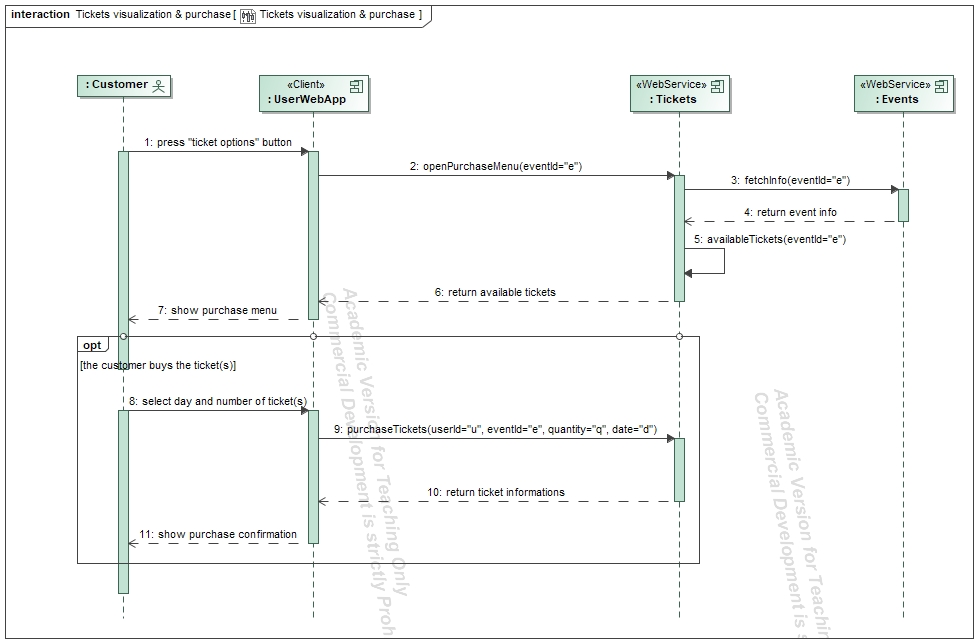 interaction Tickets visualization & purchase [ Tickets visualization & purchase ]
: Customer
«Client»
: UserWebApp
«WebService»
: Tickets
«WebService»
: Events
1: press "ticket options" button
2: openPurchaseMenu(eventId="e")
3: fetchInfo(eventId="e")
4: return event info
5: availableTickets(eventId="e")
6: return available tickets
7: show purchase menu
opt
[the customer buys the ticket(s)]
8: select day and number of ticket(s)
9: purchaseTickets(userId="u", eventId="e", quantity="q", date="d")
10: return ticket informations
11: show purchase confirmation
Academic Version for Teaching Only
Commercial Development is strictly Proh
Academic Version for Teachin
Commercial Development is s